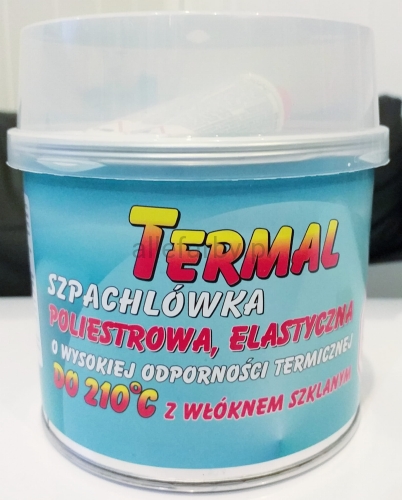 TERMAL
SZPACHLÓWKA
POLIESTROWA, ELASTYCZNA
O WYSOKIEJ ODPORNOŚCI TERMICZNEJ
DO 210°C Z WŁÓKNEM SZKLANYM